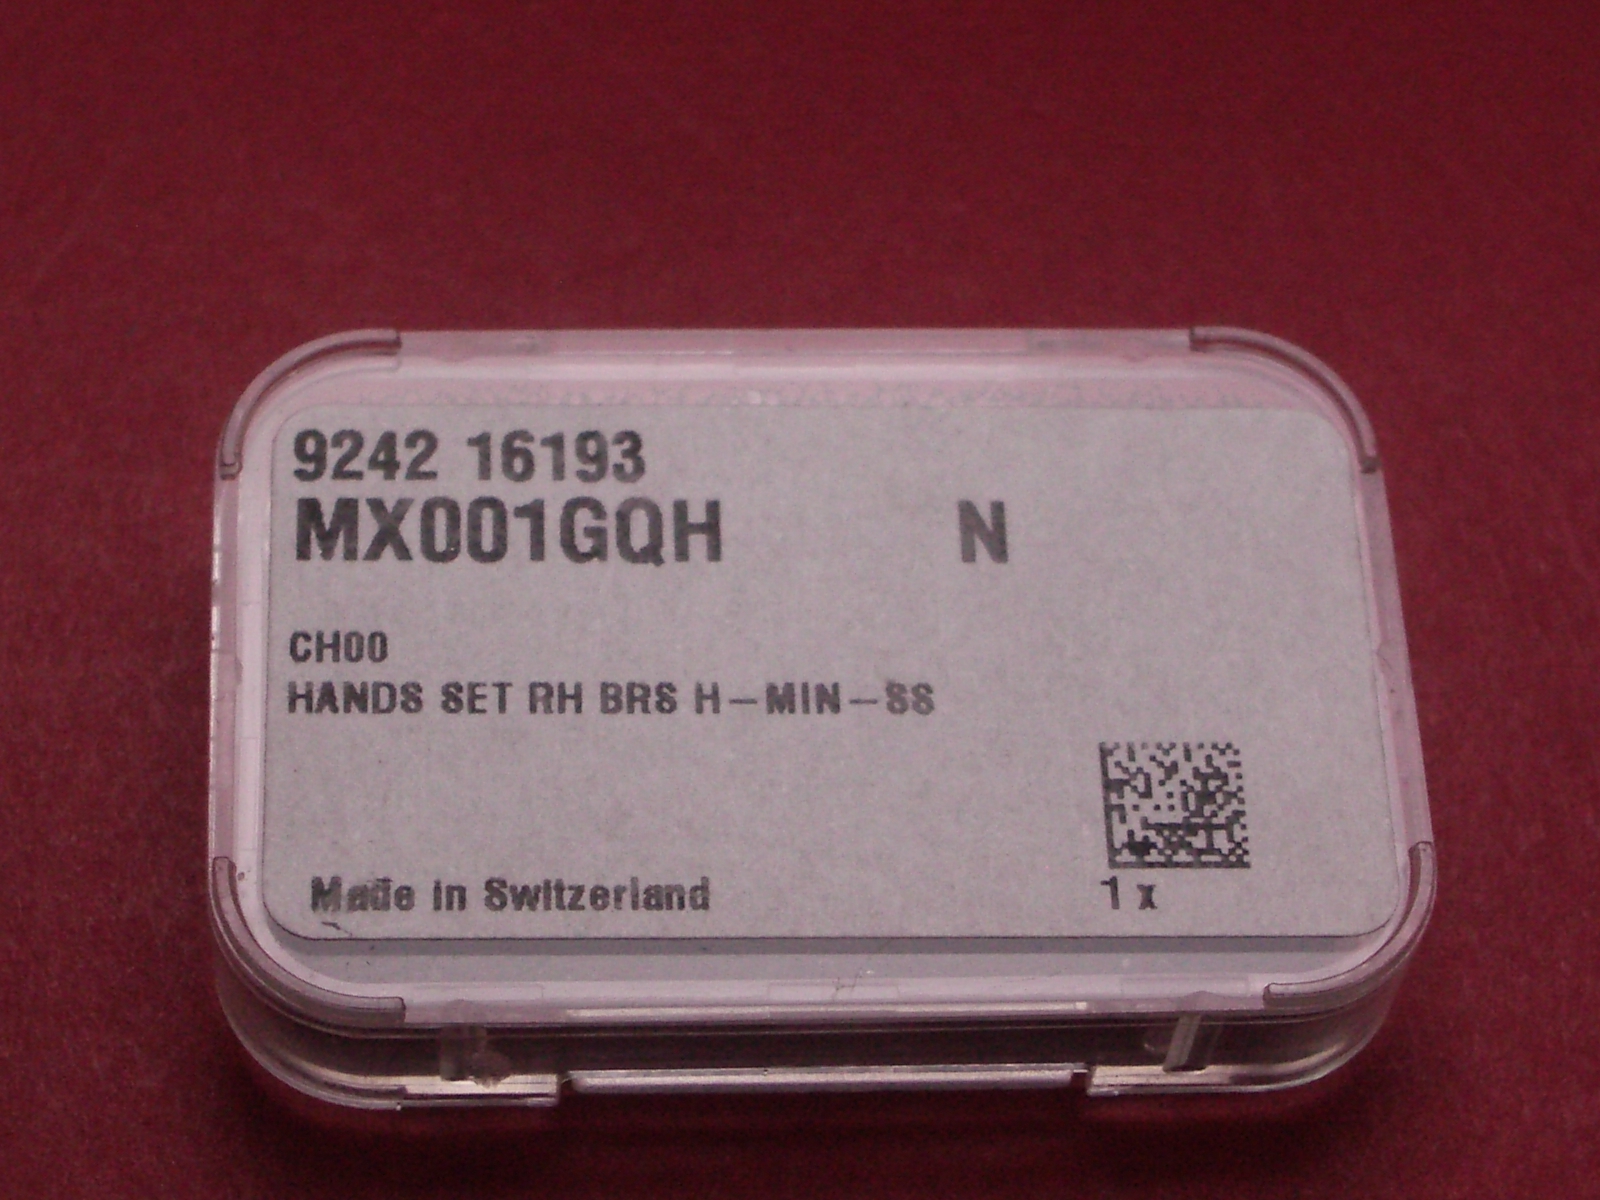 9242 16193
MX001GQH N
CH00
HANDS SET RH BRS H-MIN-SS
Made in Switzerland
1 x